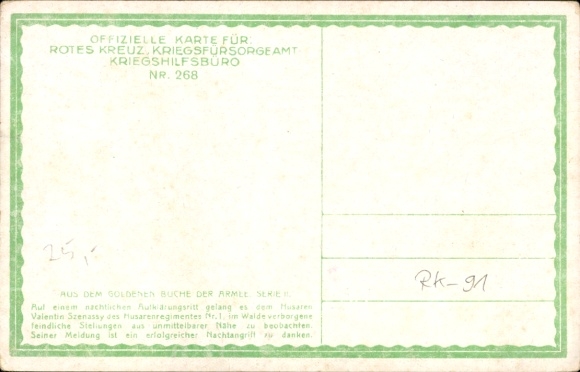 OFFIZIELLE KARTE FÜR
ROTES KREUZ, KRIEGSFÜRSORGEAMT
KRIEGSHILFSBÜRO
NR. 268
25,-
RK-91
AUS DEM GOLDENEN BUCHE DER ARMEE, SERIE II.
Auf einem nächtlichen Aufklärungsritt gelang es dem Husaren
Valentin Szenassy des Husarenregimentes Nr. 1, im Walde verborgene
feindliche Stellungen aus unmittelbarer Nähe zu beobachten.
Seiner Meldung ist ein erfolgreicher Nachtangriff zu danken.